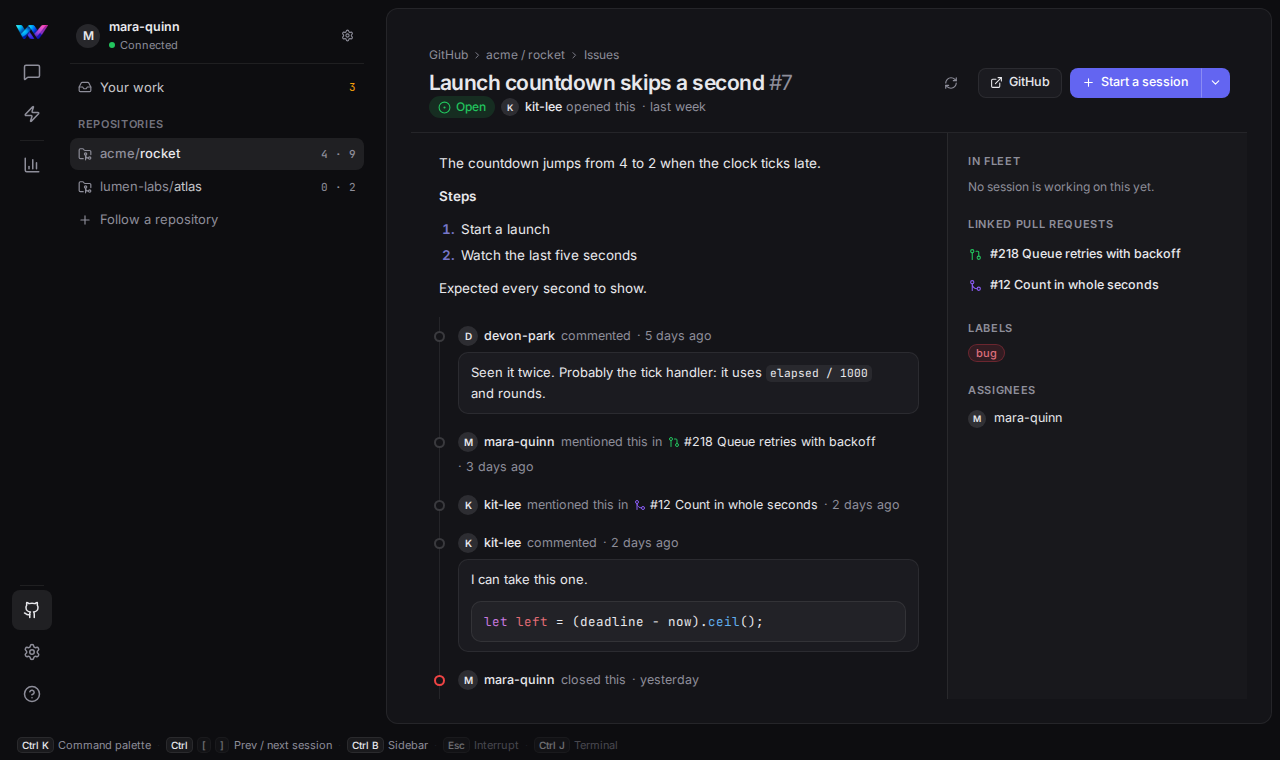 M
mara-quinn
Connected
Your work 3
REPOSITORIES
acme/rocket 4 · 9
lumen-labs/atlas 0 · 2
Follow a repository
GitHub › acme / rocket › Issues
Launch countdown skips a second #7
Open K kit-lee opened this · last week
GitHub
Start a session
The countdown jumps from 4 to 2 when the clock ticks late.
Steps
1. Start a launch
2. Watch the last five seconds
Expected every second to show.
D devon-park commented · 5 days ago
Seen it twice. Probably the tick handler: it uses elapsed / 1000
and rounds.
M mara-quinn mentioned this in #218 Queue retries with backoff
· 3 days ago
K kit-lee mentioned this in #12 Count in whole seconds · 2 days ago
K kit-lee commented · 2 days ago
I can take this one.
let left = (deadline - now).ceil();
M mara-quinn closed this · yesterday
IN FLEET
No session is working on this yet.
LINKED PULL REQUESTS
#218 Queue retries with backoff
#12 Count in whole seconds
LABELS
bug
ASSIGNEES
M mara-quinn
Ctrl K Command palette Ctrl [ ] Prev / next session Ctrl B Sidebar Esc Interrupt Ctrl J Terminal